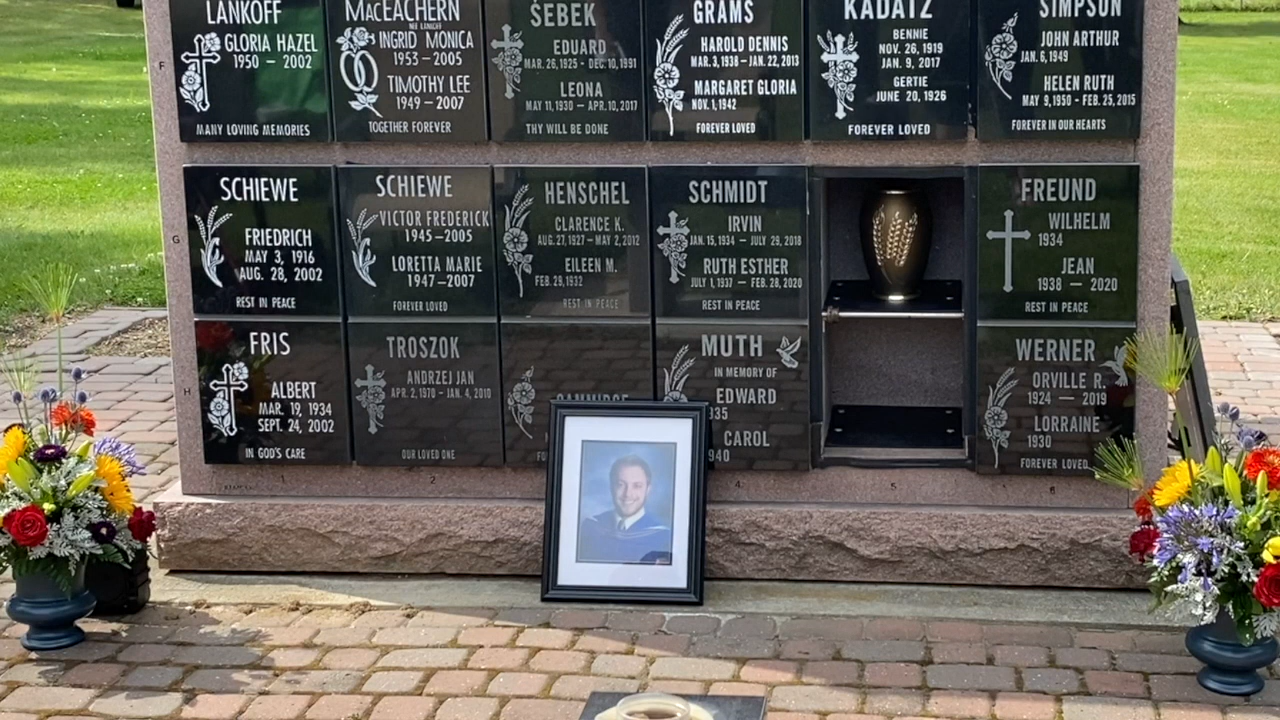 LANKOFF
GLORIA HAZEL
1950 – 2002
MANY LOVING MEMORIES
MACEACHERN
INGRID MONICA
1953 – 2005
TIMOTHY LEE
1949 – 2007
TOGETHER FOREVER
ŠEBEK
EDUARD
MAR. 26, 1925 – DEC. 10, 1991
LEONA
MAY 11, 1930 – APR. 10, 2017
THY WILL BE DONE
GRAMS
HAROLD DENNIS
MAR. 3, 1938 – JAN. 22, 2013
MARGARET GLORIA
NOV. 3, 1942
FOREVER LOVED
KADATZ
BENNIE
NOV. 26, 1919
JAN. 9, 2017
GERTIE
JUNE 20, 1926
FOREVER LOVED
SIMPSON
JOHN ARTHUR
JAN. 6, 1949
HELEN RUTH
MAY 9, 1950 – FEB. 25, 2015
FOREVER IN OUR HEARTS
F
G
SCHIEWE
FRIEDRICH
MAY 3, 1916
AUG. 28, 2002
REST IN PEACE
SCHIEWE
VICTOR FREDERICK
1945 – 2005
LORETTA MARIE
1947 – 2007
FOREVER LOVED
HENSCHEL
CLARENCE K.
AUG. 27, 1927 – MAY 2, 2012
EILEEN M.
FEB. 29, 1932
REST IN PEACE
SCHMIDT
IRVIN
JAN. 15, 1934 – JULY 29, 2018
RUTH ESTHER
JULY 1, 1937 – FEB. 28, 2020
REST IN PEACE
FREUND
WILHELM
1934
JEAN
1938 – 2020
REST IN PEACE
H
FRIS
ALBERT
MAR. 19, 1934
SEPT. 24, 2002
IN GOD'S CARE
TROSZOK
ANDRZEJ JAN
APR. 2, 1970 – JAN. 4, 2010
OUR LOVED ONE
MUTH
IN MEMORY OF
EDWARD
CAROL
WERNER
ORVILLE R.
1924 – 2019
LORRAINE
1930
FOREVER LOVED
1
2
4
5
6